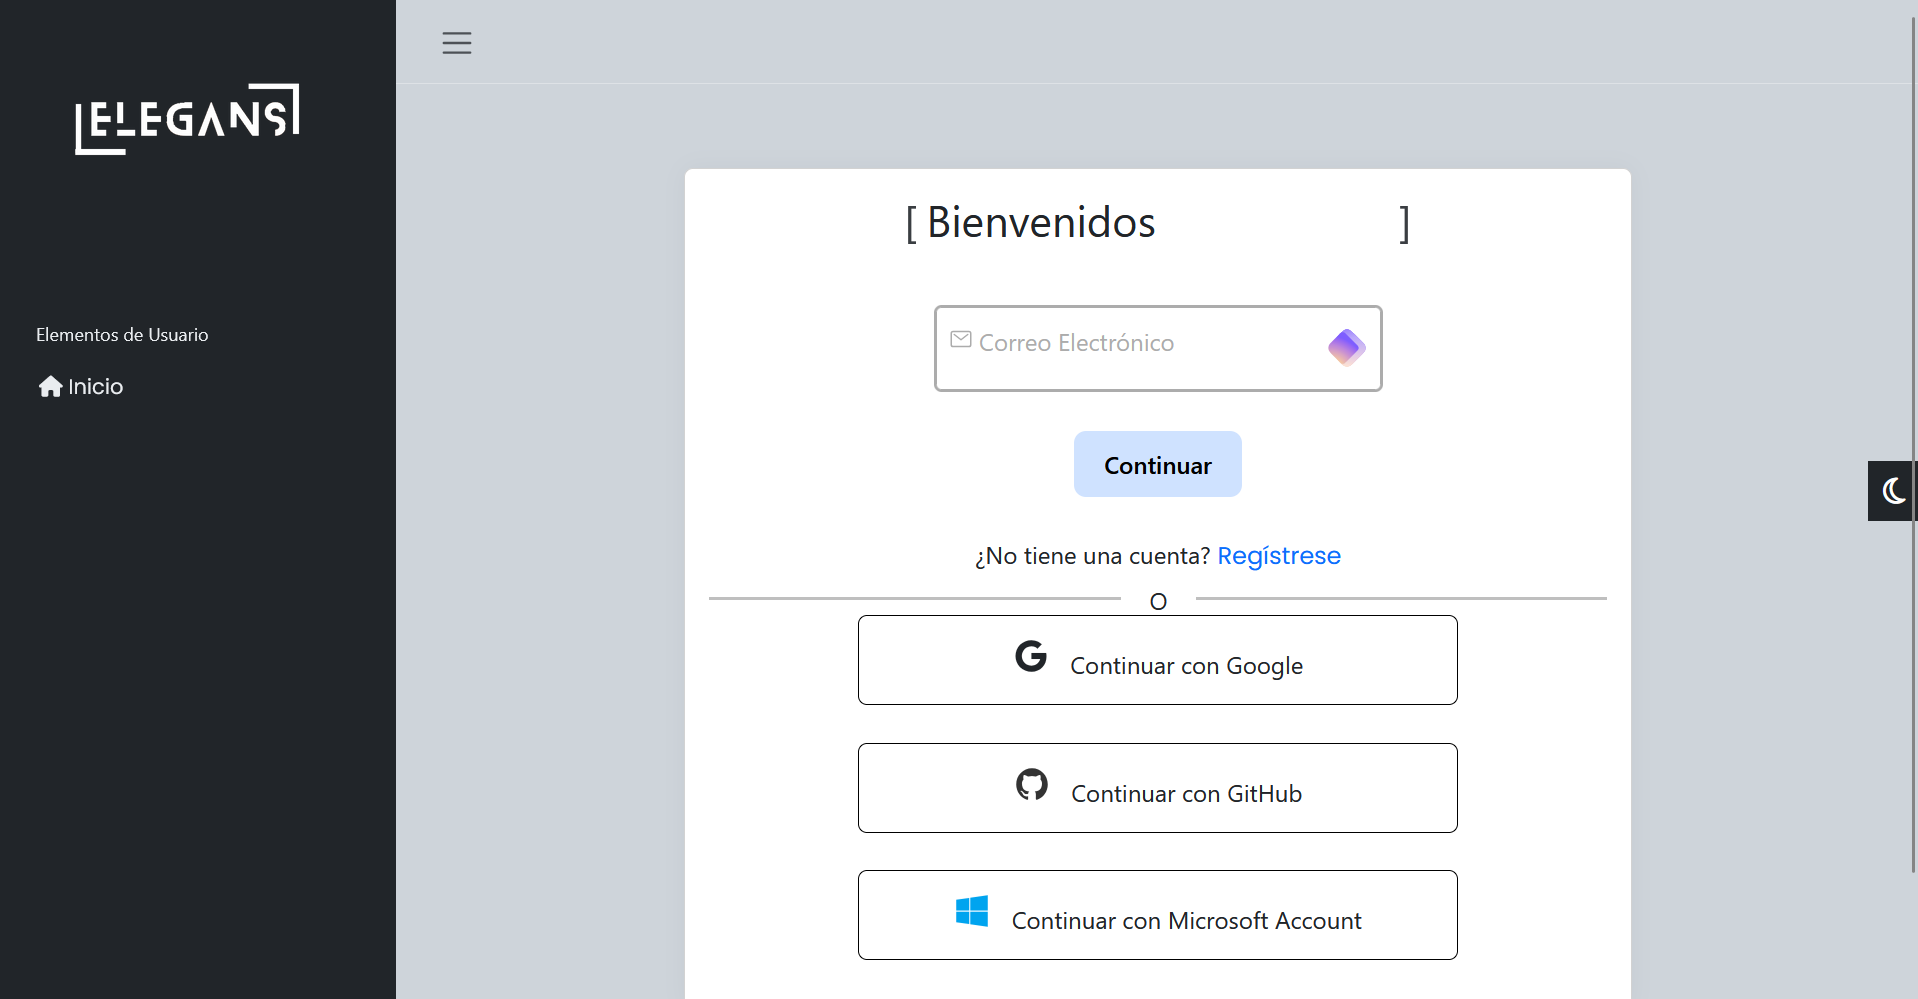 ELEGANS
Elementos de Usuario
Inicio
[ Bienvenidos ]
Correo Electrónico
Continuar
¿No tiene una cuenta? Regístrese
O
Continuar con Google
Continuar con GitHub
Continuar con Microsoft Account